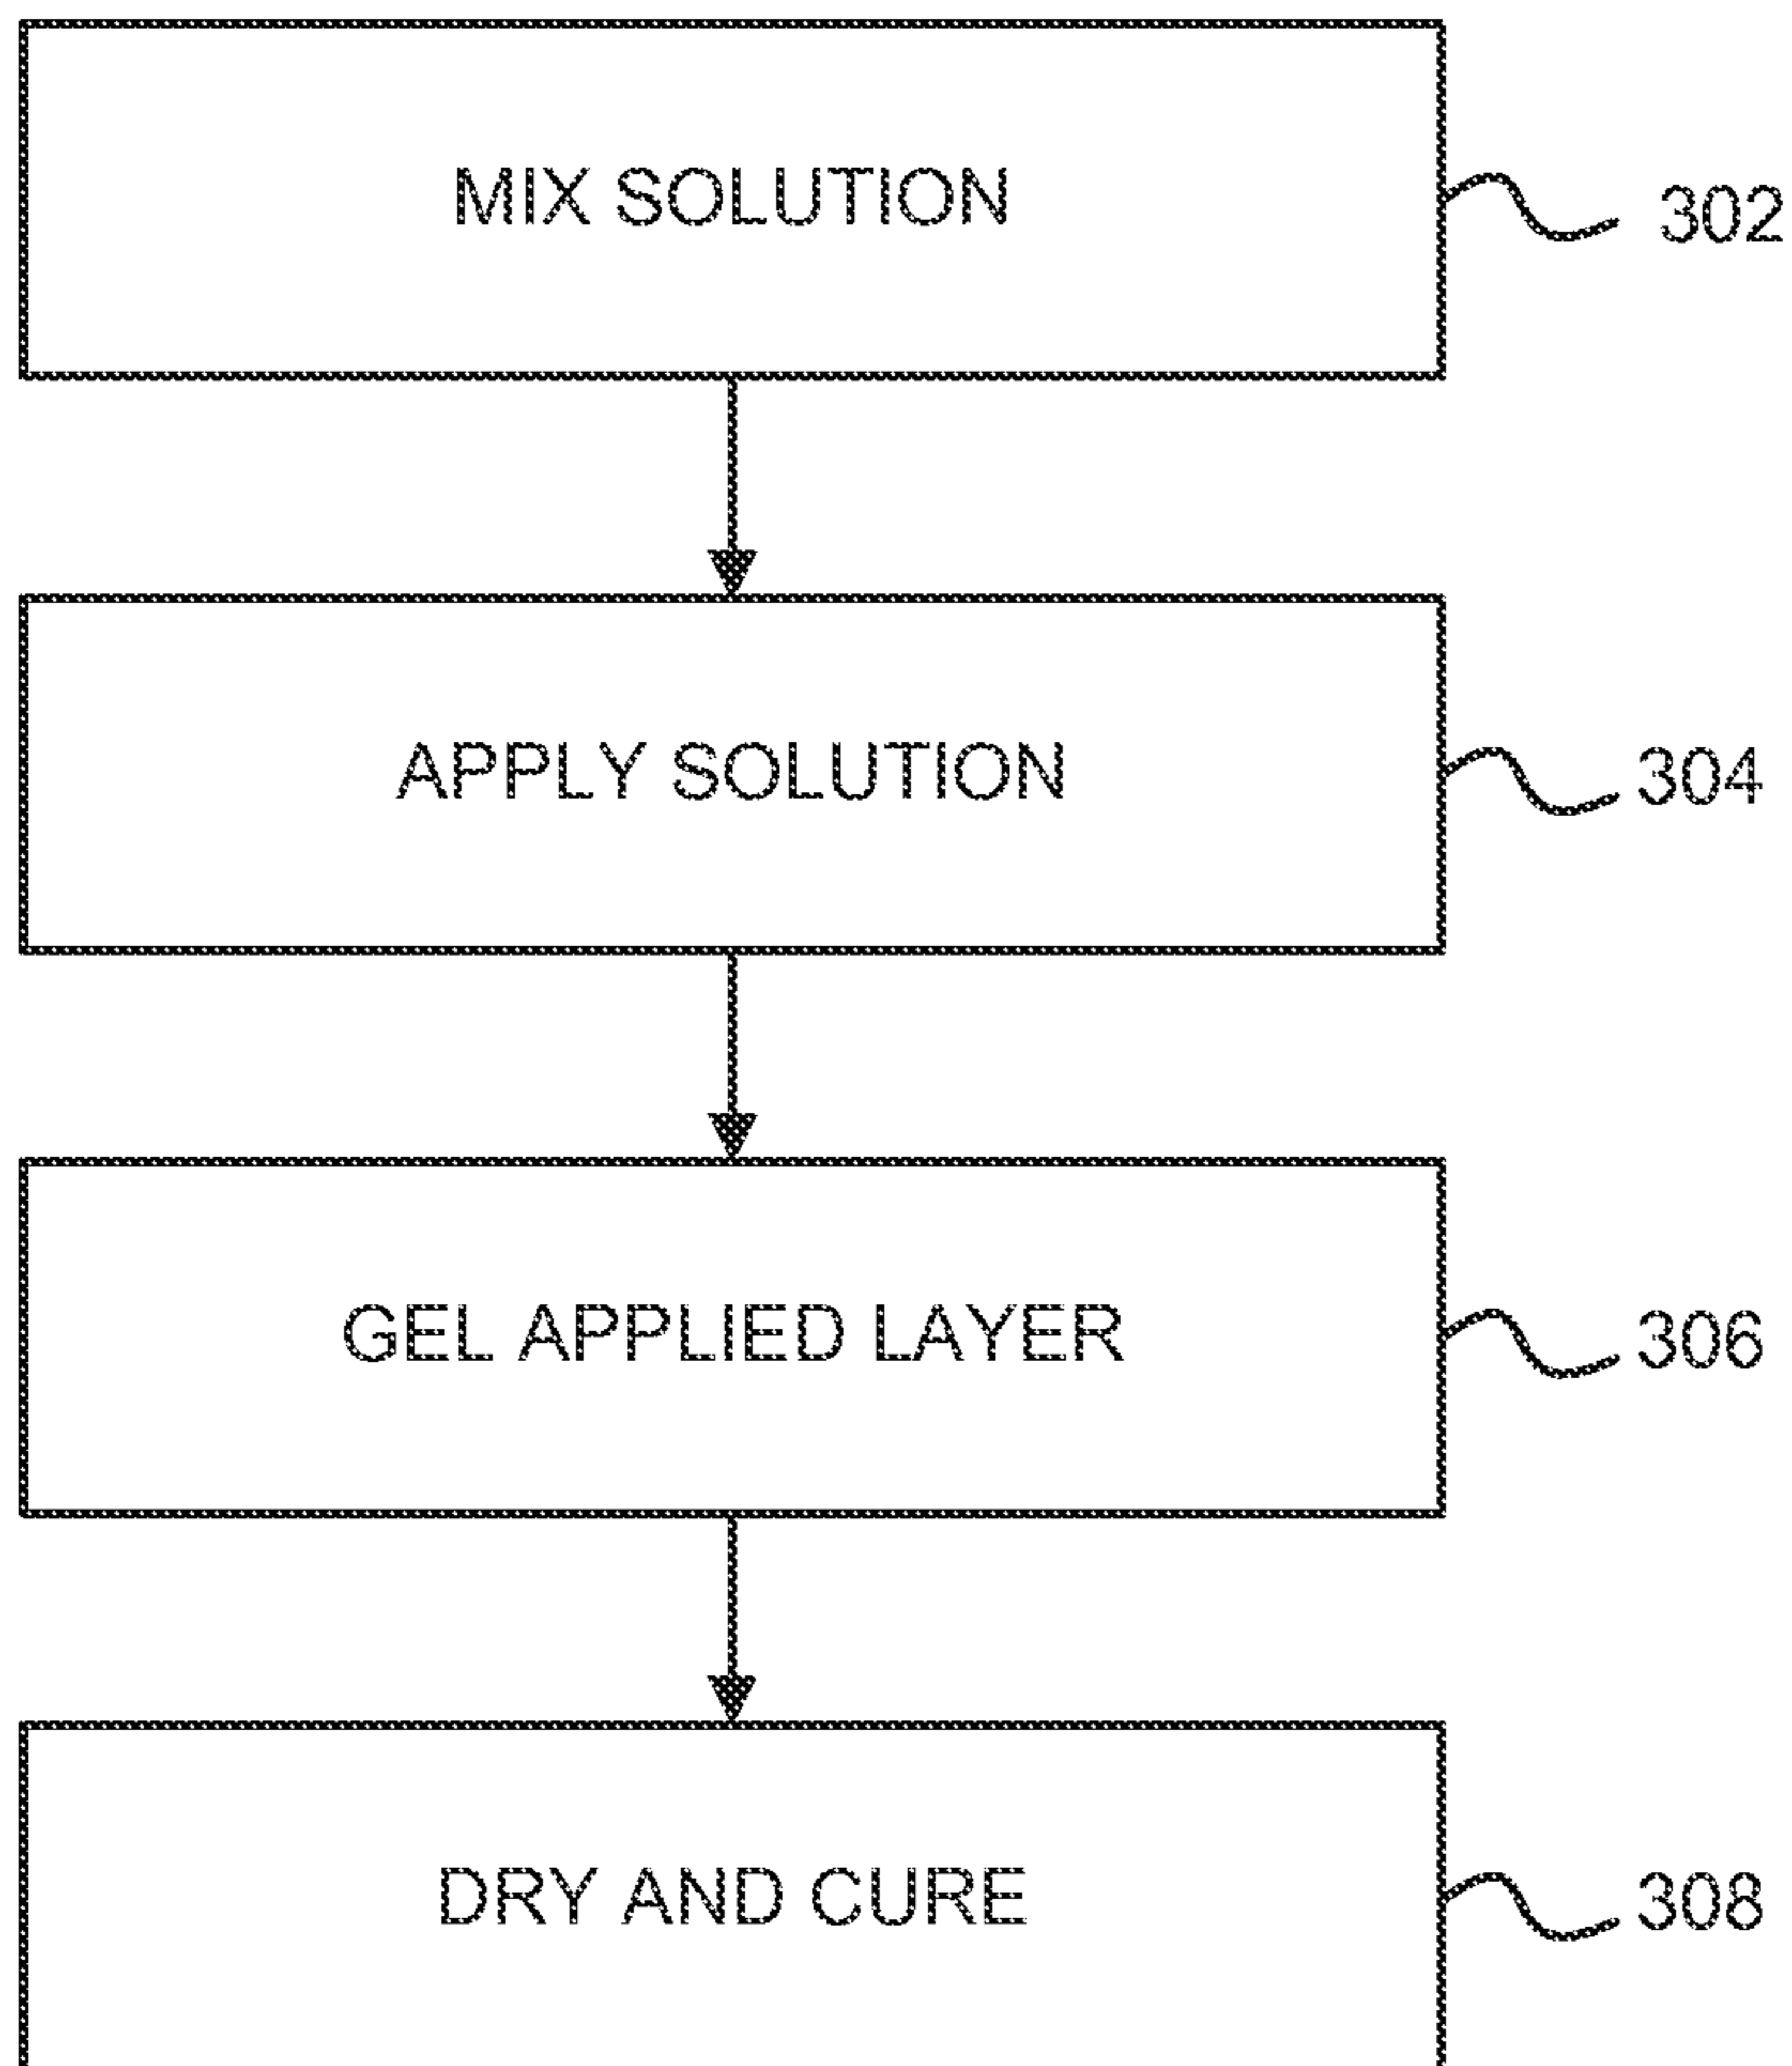 MIX SOLUTION
302
APPLY SOLUTION
304
GEL APPLIED LAYER
306
DRY AND CURE
308